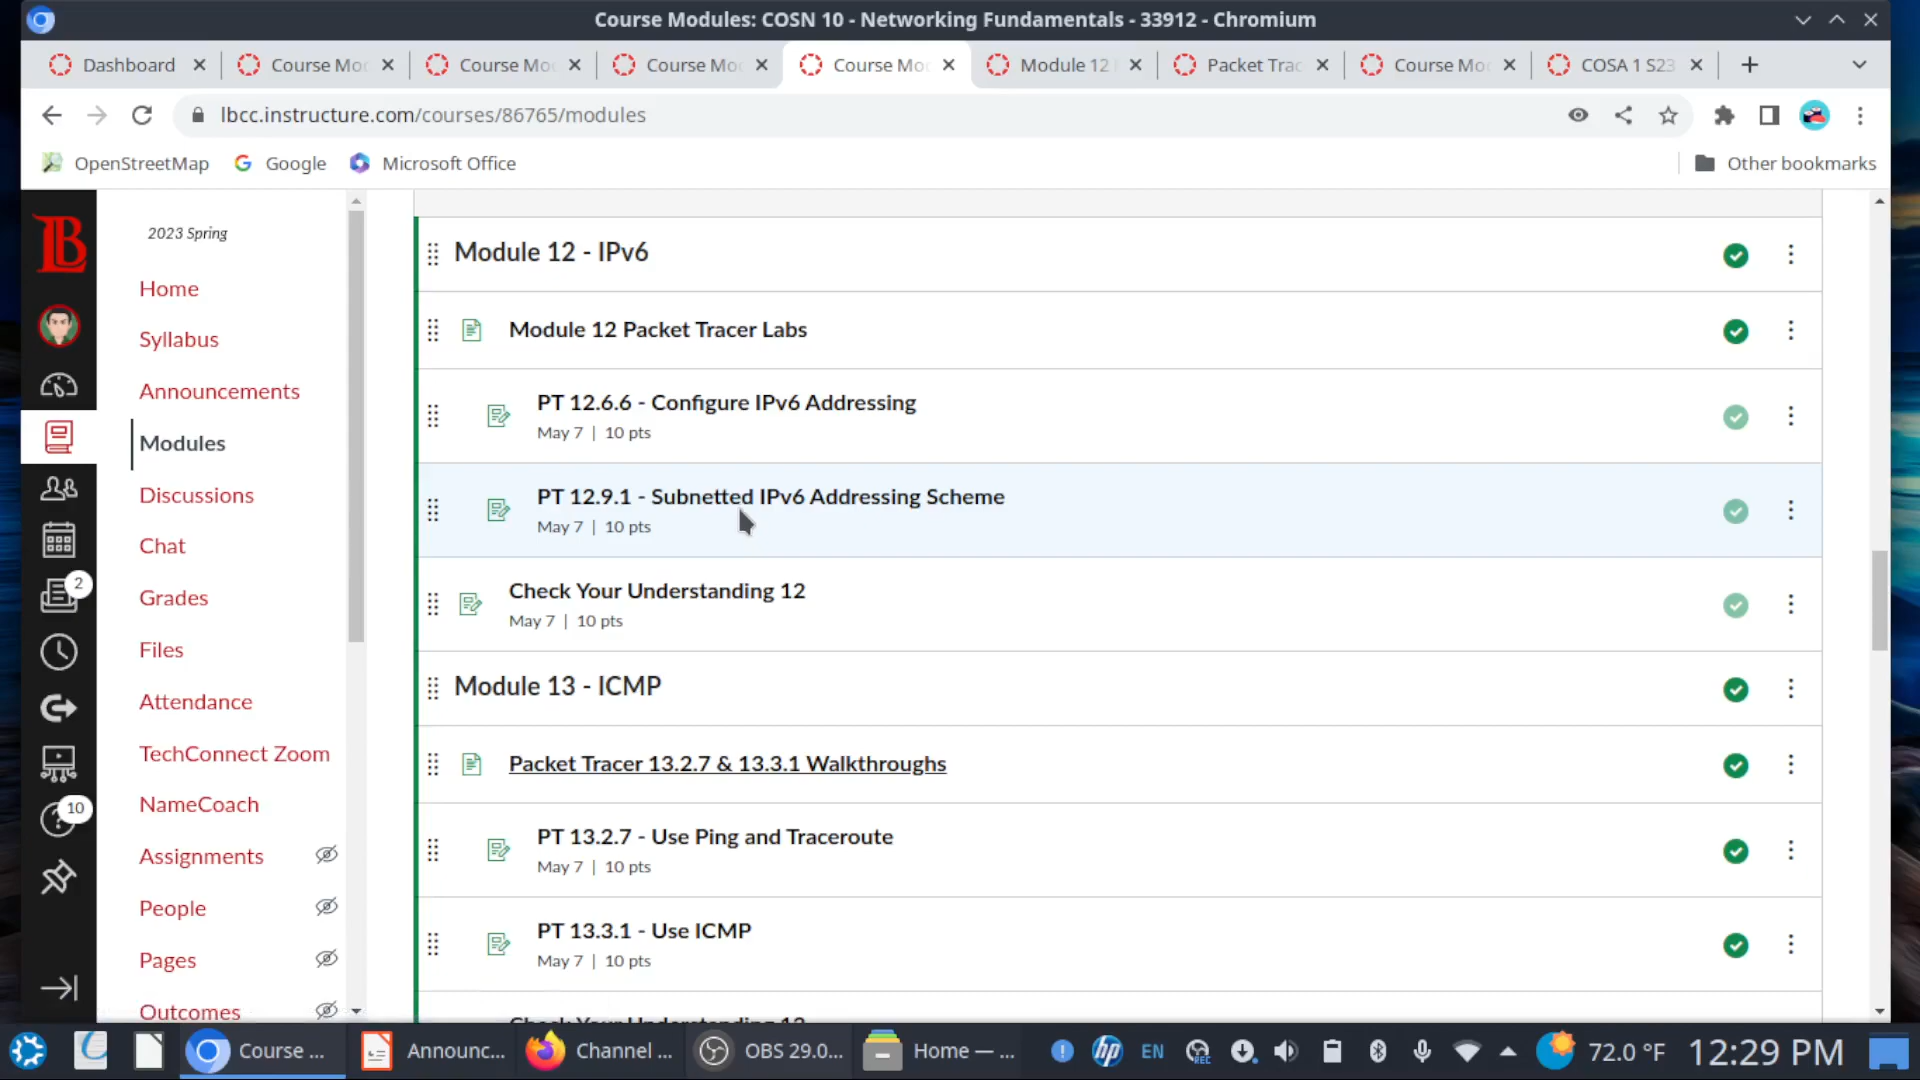 Course Modules: COSN 10 - Networking Fundamentals - 33912 - Chromium
Dashboard
Course Mo
Course Mo
Course Mo
Course Mo
Module 12
Packet Trac
Course Mo
COSA 1 S23
lbcc.instructure.com/courses/86765/modules
OpenStreetMap
Google
Microsoft Office
Other bookmarks
2023 Spring
Home
Syllabus
Announcements
Modules
Discussions
Chat
Grades
Files
Attendance
TechConnect Zoom
NameCoach
Assignments
People
Pages
Outcomes
2
10
Module 12 - IPv6
Module 12 Packet Tracer Labs
PT 12.6.6 - Configure IPv6 Addressing
May 7 | 10 pts
PT 12.9.1 - Subnetted IPv6 Addressing Scheme
May 7 | 10 pts
Check Your Understanding 12
May 7 | 10 pts
Module 13 - ICMP
Packet Tracer 13.2.7 & 13.3.1 Walkthroughs
PT 13.2.7 - Use Ping and Traceroute
May 7 | 10 pts
PT 13.3.1 - Use ICMP
May 7 | 10 pts
Course ...
Announc...
Channel ...
OBS 29.0...
Home — ...
hp
EN
REC
72.0 °F
12:29 PM